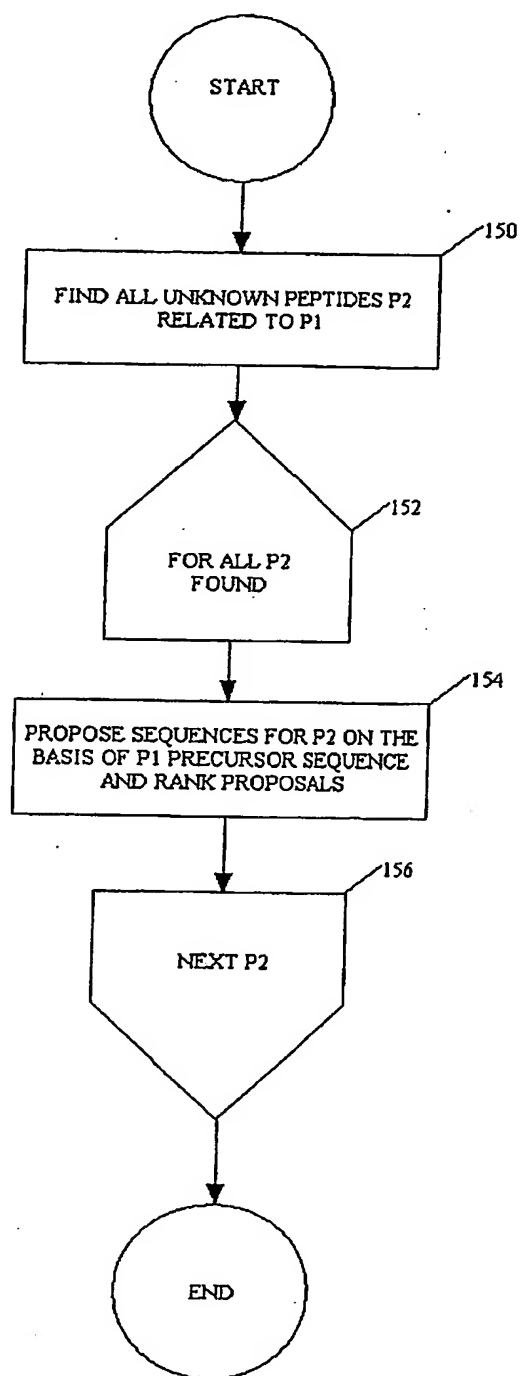 START
150
FIND ALL UNKNOWN PEPTIDES P2
RELATED TO P1
152
FOR ALL P2
FOUND
154
PROPOSE SEQUENCES FOR P2 ON THE
BASIS OF P1 PRECURSOR SEQUENCE
AND RANK PROPOSALS
156
NEXT P2
END